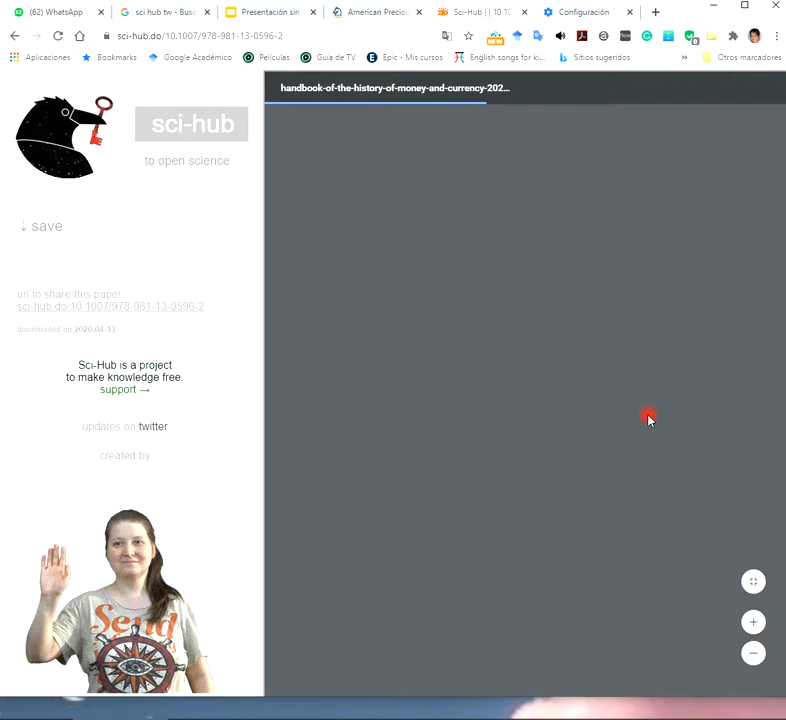 (62) WhatsApp
sci hub tw - Busc
Presentación sin
American Preciou
Sci-Hub | | 10.10
Configuración
sci-hub.do/10.1007/978-981-13-0596-2
NEW
Aplicaciones
Bookmarks
Google Académico
Películas
Guía de TV
Epic - Mis cursos
English songs for ki...
Sitios sugeridos
»
Otros marcadores
handbook-of-the-history-of-money-and-currency-202...
sci-hub
to open science
⇣ save
url to share this paper
sci-hub.do/10.1007/978-981-13-0596-2
downloaded on 2020-04-13
Sci-Hub is a project
to make knowledge free.
support →
updates on twitter
created by
Send